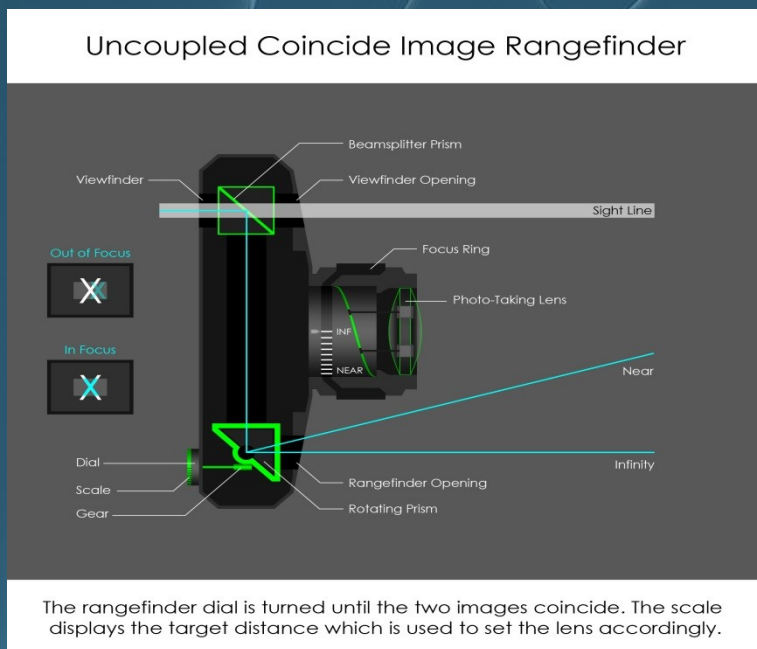 Uncoupled Coincide Image Rangefinder
Beamsplitter Prism
Viewfinder
Viewfinder Opening
Sight Line
Out of Focus
X X
Focus Ring
Photo-Taking Lens
INF
In Focus
X
NEAR
Near
Dial
Infinity
Scale
Rangefinder Opening
Gear
Rotating Prism
The rangefinder dial is turned until the two images coincide. The scale
displays the target distance which is used to set the lens accordingly.